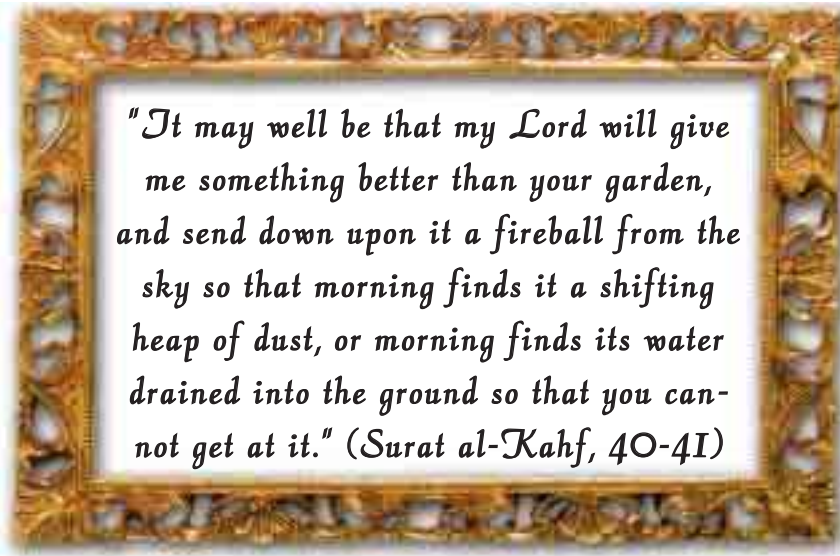 "It may well be that my Lord will give
me something better than your garden,
and send down upon it a fireball from the
sky so that morning finds it a shifting
heap of dust, or morning finds its water
drained into the ground so that you can-
not get at it." (Surat al-Kahf, 40-41)